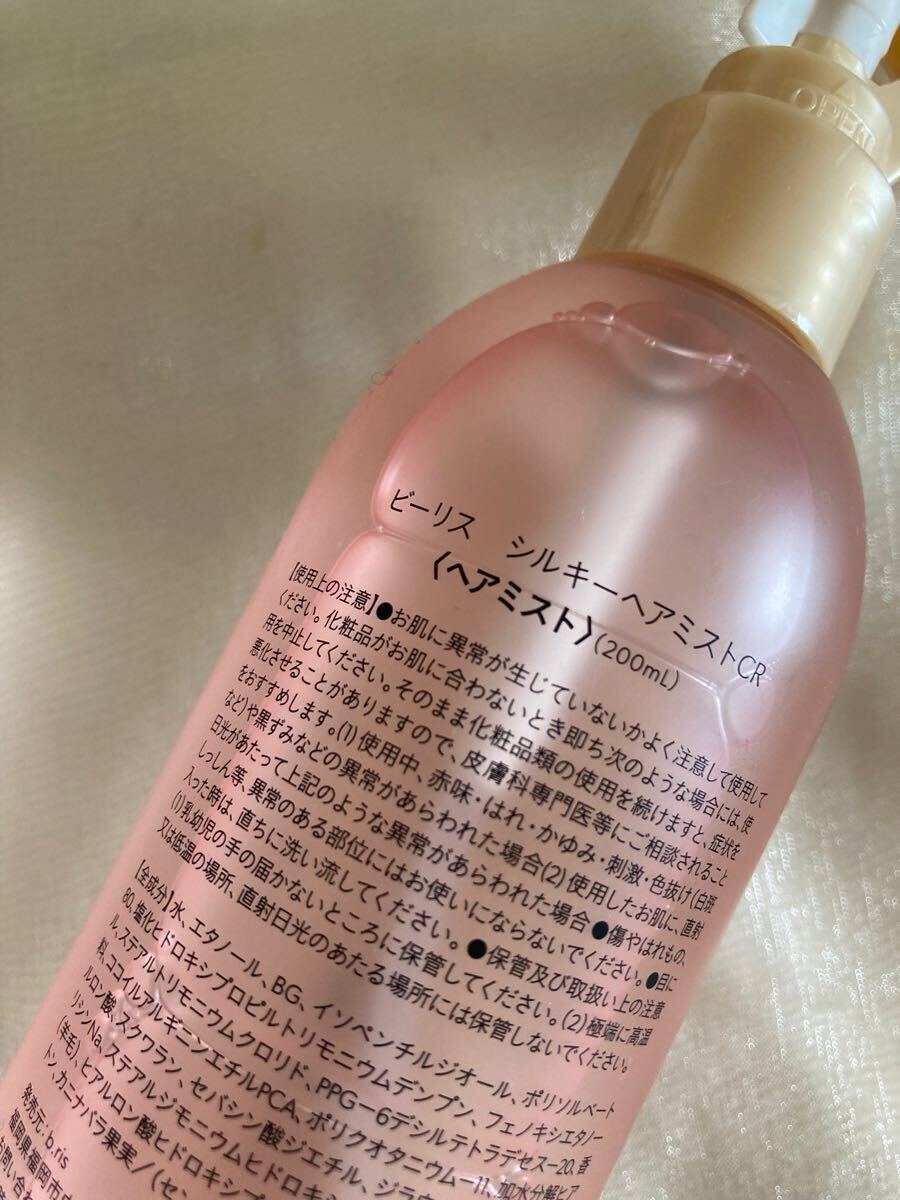 OPEN
ビーリス シルキーヘアミストCR
〈ヘアミスト〉(200mL)
【使用上の注意】●お肌に異常が生じていないかよく注意して使用して
ください。化粧品がお肌に合わないとき即ち次のような場合には、使
用を中止してください。そのまま化粧品類の使用を続けますと、症状を
悪化させることがありますので、皮膚科専門医等にご相談されること
をおすすめします。(1)使用中、赤味・はれ・かゆみ・刺激・色抜け(白斑
など)や黒ずみなどの異常があらわれた場合(2)使用したお肌に、直射
日光があたって上記のような異常があらわれた場合●傷やはれもの、
しっしん等、異常のある部位にはお使いにならないでください。●目に
入った時は、直ちに洗い流してください。●保管及び取扱い上の注意
(1)乳幼児の手の届かないところに保管してください。(2)極端に高温
又は低温の場所、直射日光のあたる場所には保管しないでください。
【全成分】水、エタノール、BG、イソペンチルジオール、ポリソルベート
80、塩化ヒドロキシプロピルトリモニウムデンプン、フェノキシエタノー
ル、ステアルトリモニウムクロリド、PPG－6デシルテトラデセス－20、香
料、ココイルアルギニンエチルPCA、ポリクオタニウム－11、加水分解ヒア
ルロン酸、スクワラン、セバシン酸ジエチル、ジラウ
リシンNa、ステアルジモニウムヒドロキシ
(羊毛)、ヒアルロン酸ヒドロキシプ
トン、カニナバラ果実/(セ、
発売元:b.ris
福岡県福岡市
お問い合わ